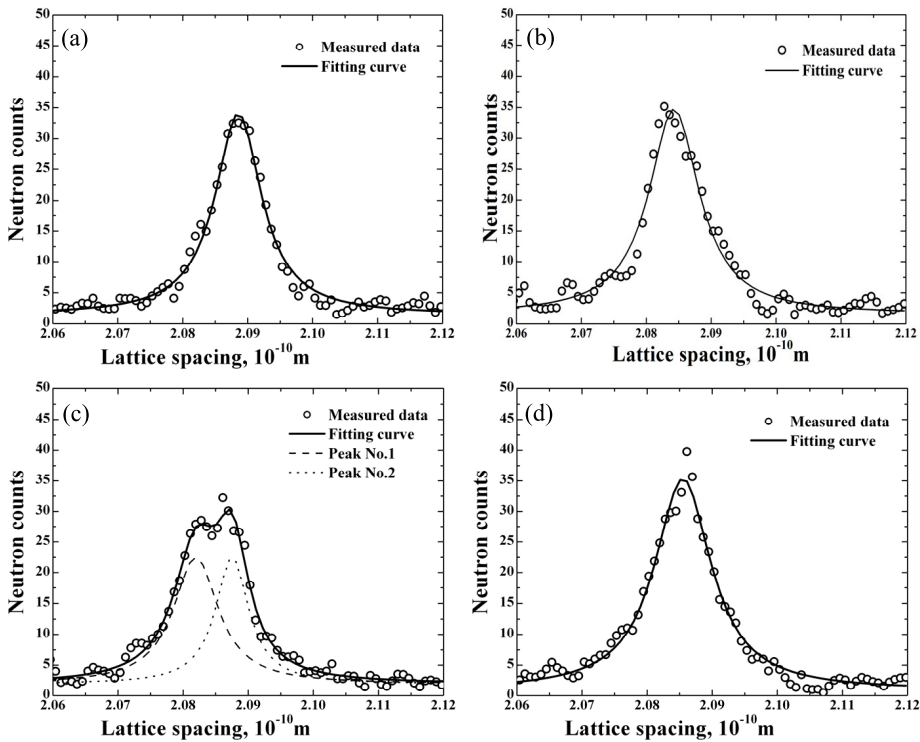 (a)
Measured data
Fitting curve
50
45
40
35
30
25
20
15
10
5
0
Neutron counts
2.06 2.07 2.08 2.09 2.10 2.11 2.12
Lattice spacing, 10⁻¹⁰m
(b)
Measured data
Fitting curve
50
45
40
35
30
25
20
15
10
5
0
Neutron counts
2.06 2.07 2.08 2.09 2.10 2.11 2.12
Lattice spacing, 10⁻¹⁰m
(c)
Measured data
Fitting curve
Peak No.1
Peak No.2
50
45
40
35
30
25
20
15
10
5
0
Neutron counts
2.06 2.07 2.08 2.09 2.10 2.11 2.12
Lattice spacing, 10⁻¹⁰m
(d)
Measured data
Fitting curve
50
45
40
35
30
25
20
15
10
5
0
Neutron counts
2.06 2.07 2.08 2.09 2.10 2.11 2.12
Lattice spacing, 10⁻¹⁰m